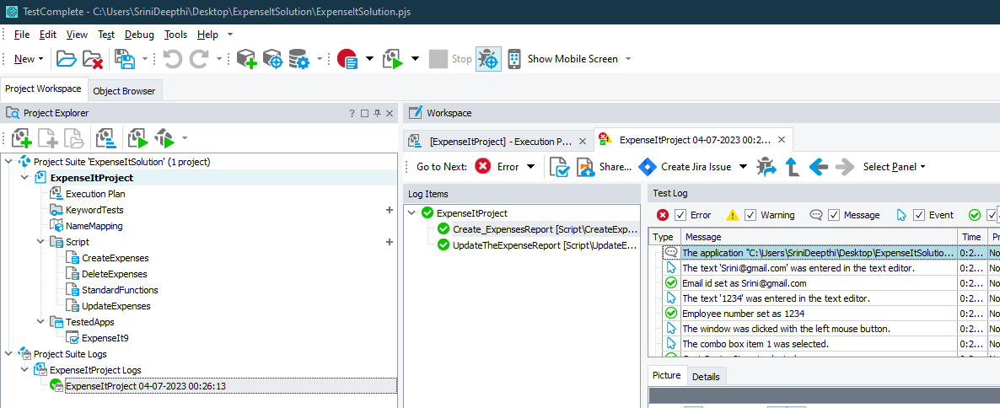 TestComplete - C:\Users\SriniDeepthi\Desktop\ExpenseItSolution\ExpenseItSolution.pjs
File Edit View Test Debug Tools Help
New Stop Show Mobile Screen
Project Workspace Object Browser
Project Explorer ? Workspace
[ExpenseItProject] - Execution P... ExpenseItProject 04-07-2023 00:2...
Go to Next: Error Share... Create Jira Issue Select Panel
Project Suite 'ExpenseItSolution' (1 project)
ExpenseItProject
Execution Plan
KeywordTests
NameMapping
Script
CreateExpenses
DeleteExpenses
StandardFunctions
UpdateExpenses
TestedApps
ExpenseIt9
Project Suite Logs
ExpenseItProject Logs
ExpenseItProject 04-07-2023 00:26:13
Log Items
ExpenseItProject
Create_ExpensesReport [Script\CreateExp...
UpdateTheExpenseReport [Script\UpdateE...
Test Log
Error Warning Message Event
Type Message Time Pr
The application "C:\Users\SriniDeepthi\Desktop\ExpenseItSolutio... 0:2... No
The text 'Srini@gmail.com' was entered in the text editor. 0:2... No
Email id set as Srini@gmail.com 0:2... No
The text '1234' was entered in the text editor. 0:2... No
Employee number set as 1234 0:2... No
The window was clicked with the left mouse button. 0:2... No
The combo box item 1 was selected. 0:2... No
Picture Details